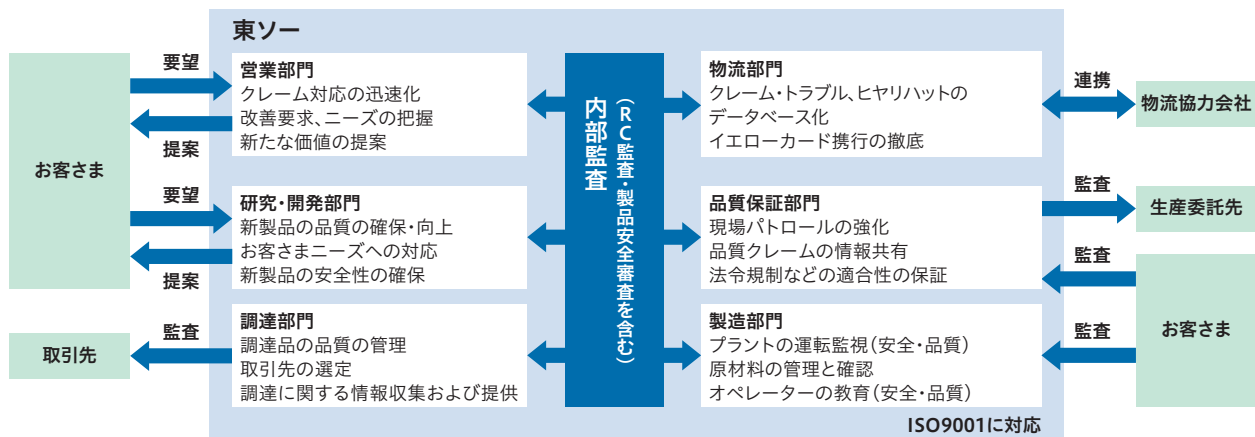 東ソー
お客さま
要望
提案
要望
提案
取引先
監査
営業部門
クレーム対応の迅速化
改善要求、ニーズの把握
新たな価値の提案
研究・開発部門
新製品の品質の確保・向上
お客さまニーズへの対応
新製品の安全性の確保
調達部門
調達品の品質の管理
取引先の選定
調達に関する情報収集および提供
内部監査
（RC監査・製品安全審査を含む）
物流部門
クレーム・トラブル、ヒヤリハットの
データベース化
イエローカード携行の撤底
品質保証部門
現場パトロールの強化
品質クレームの情報共有
法令規制などの適合性の保証
製造部門
プラントの運転監視（安全・品質）
原材料の管理と確認
オペレーターの教育（安全・品質）
ISO9001に対応
連携
物流協力会社
監査
生産委託先
監査
監査
お客さま